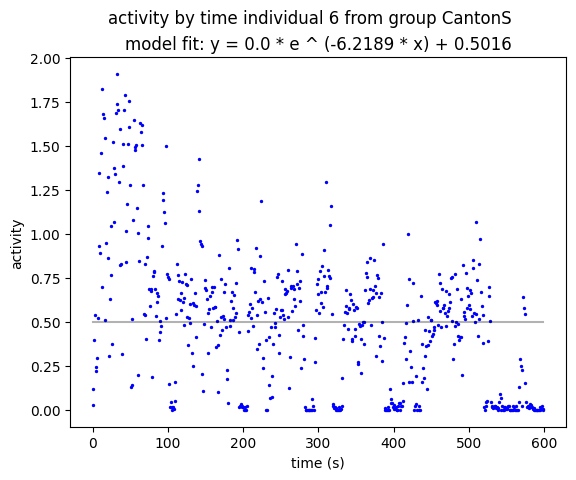 activity by time individual 6 from group CantonS
model fit: y = 0.0 * e ^ (-6.2189 * x) + 0.5016
2.00
1.75
1.50
1.25
1.00
0.75
0.50
0.25
0.00
activity
0 100 200 300 400 500 600
time (s)